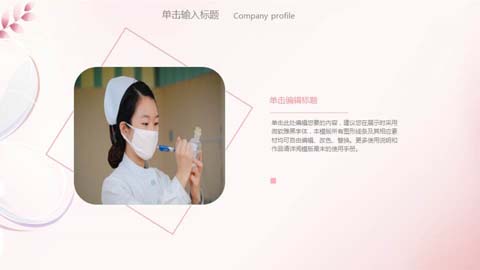 单击输入标题 Company profile
单击编辑标题
单击此处编辑您要的内容，建议您在展示时采用
微软雅黑字体，本模版所有图形线条及其相应素
材均可自由编辑、改色、替换。更多使用说明和
作品请详阅模版最末的使用手册。